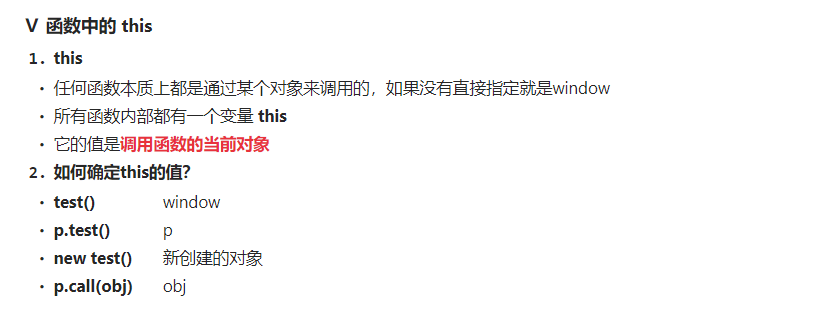 V 函数中的 this
1. this
• 任何函数本质上都是通过某个对象来调用的，如果没有直接指定就是window
• 所有函数内部都有一个变量 this
• 它的值是调用函数的当前对象
2. 如何确定this的值？
• test() window
• p.test() p
• new test() 新创建的对象
• p.call(obj) obj